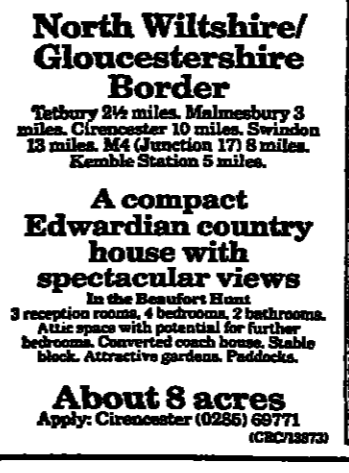 North Wiltshire/
Gloucestershire
Border
Tetbury 2½ miles. Malmesbury 3
miles. Cirencester 10 miles. Swindon
13 miles. M4 (Junction 17) 8 miles.
Kemble Station 5 miles.
A compact
Edwardian country
house with
spectacular views
In the Beaufort Hunt
3 reception rooms, 4 bedrooms, 2 bathrooms.
Attic space with potential for further
bedrooms. Converted coach house. Stable
block. Attractive gardens. Paddocks.
About 8 acres
Apply: Cirencester (0285) 69771
(CBC/13873)